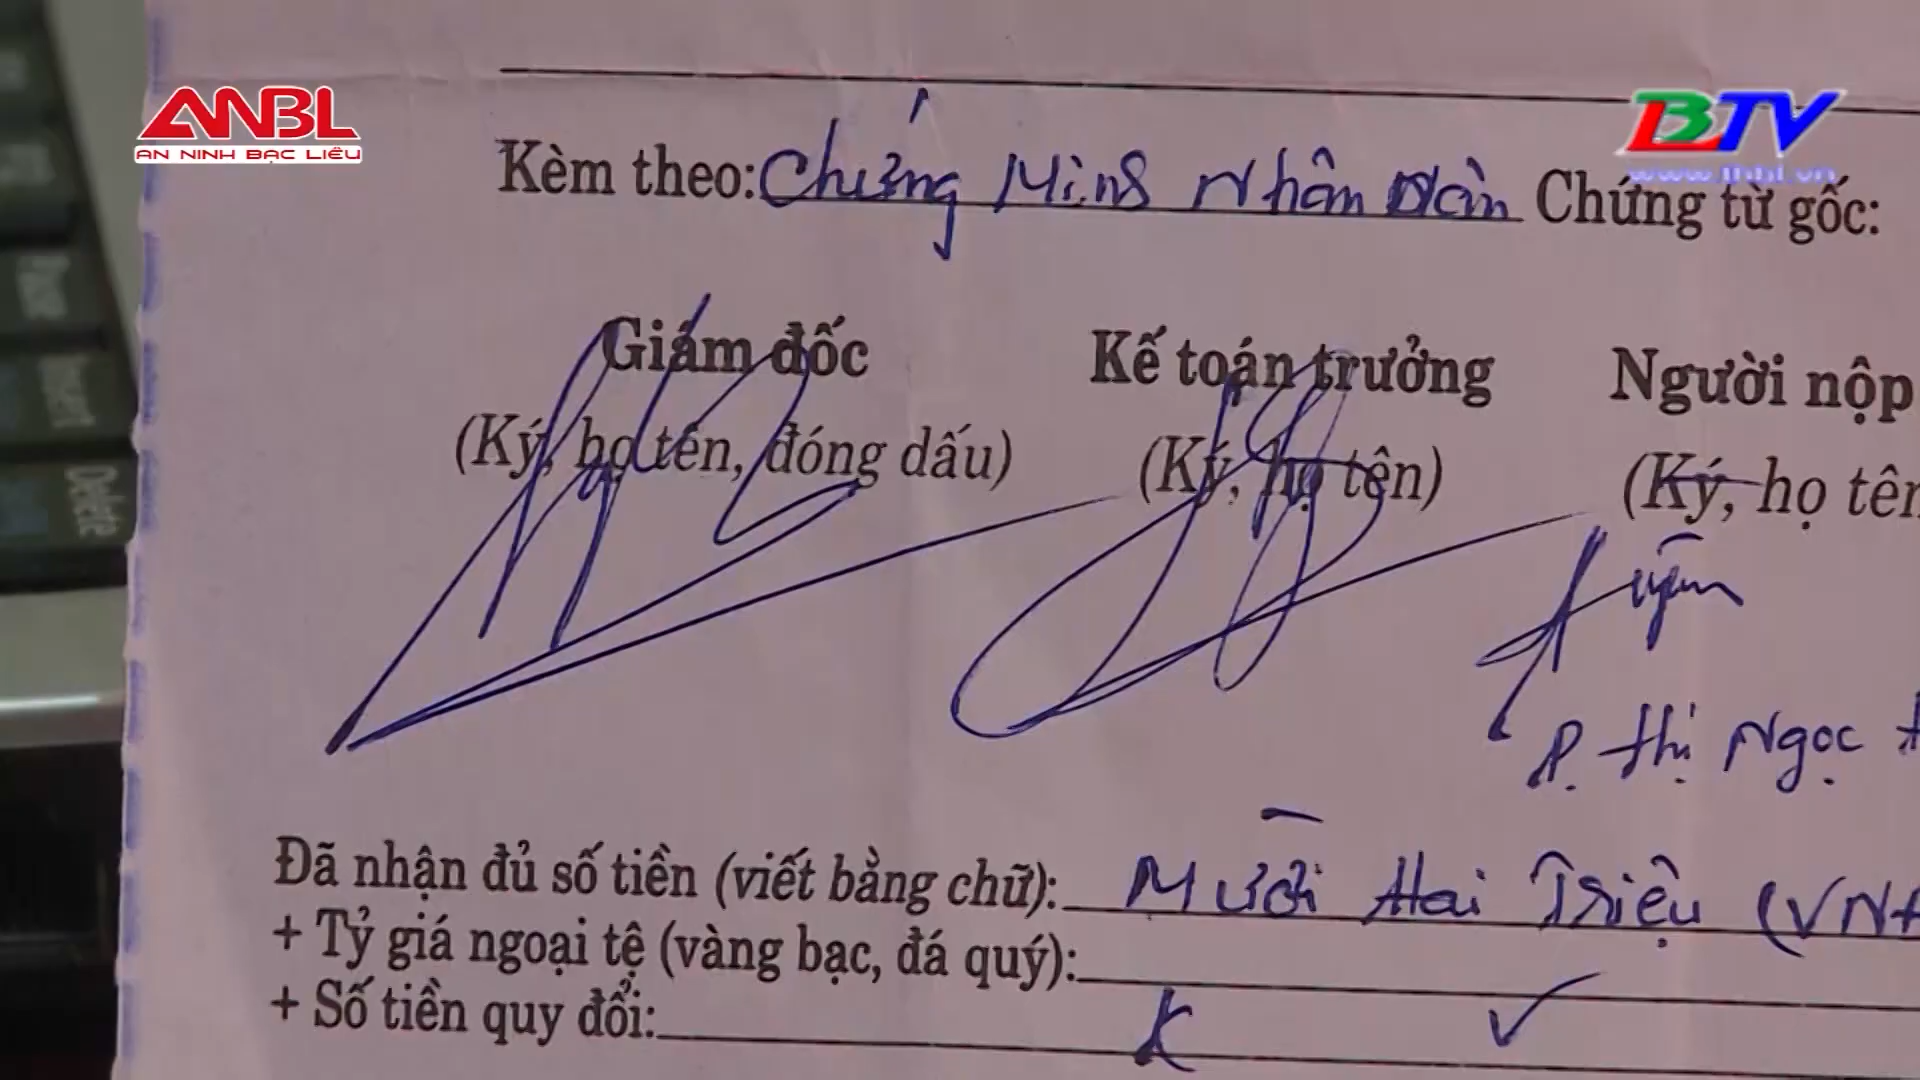 ANBL
AN NINH BẠC LIÊU
BTV
Kèm theo: Chứng Minh Nhân Dân Chứng từ gốc:
Giám đốc Kế toán trưởng Người nộp
(Ký, họ tên, đóng dấu) (Ký, họ tên) (Ký, họ tên
P. Thị Ngọc
Đã nhận đủ số tiền (viết bằng chữ): Mười Hai Triệu (VNĐ
+ Tỷ giá ngoại tệ (vàng bạc, đá quý):
+ Số tiền quy đổi:
Pause
Insert
Delete